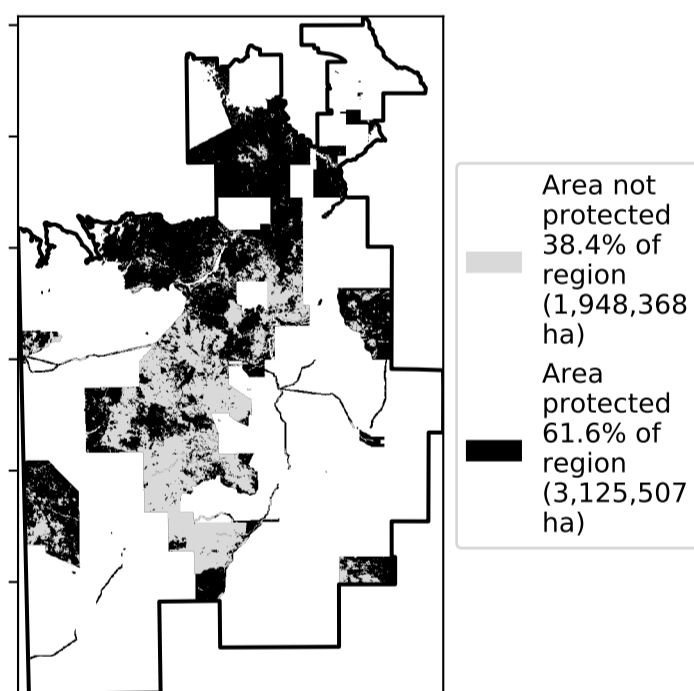 Area not
protected
38.4% of
region
(1,948,368
ha)
Area
protected
61.6% of
region
(3,125,507
ha)